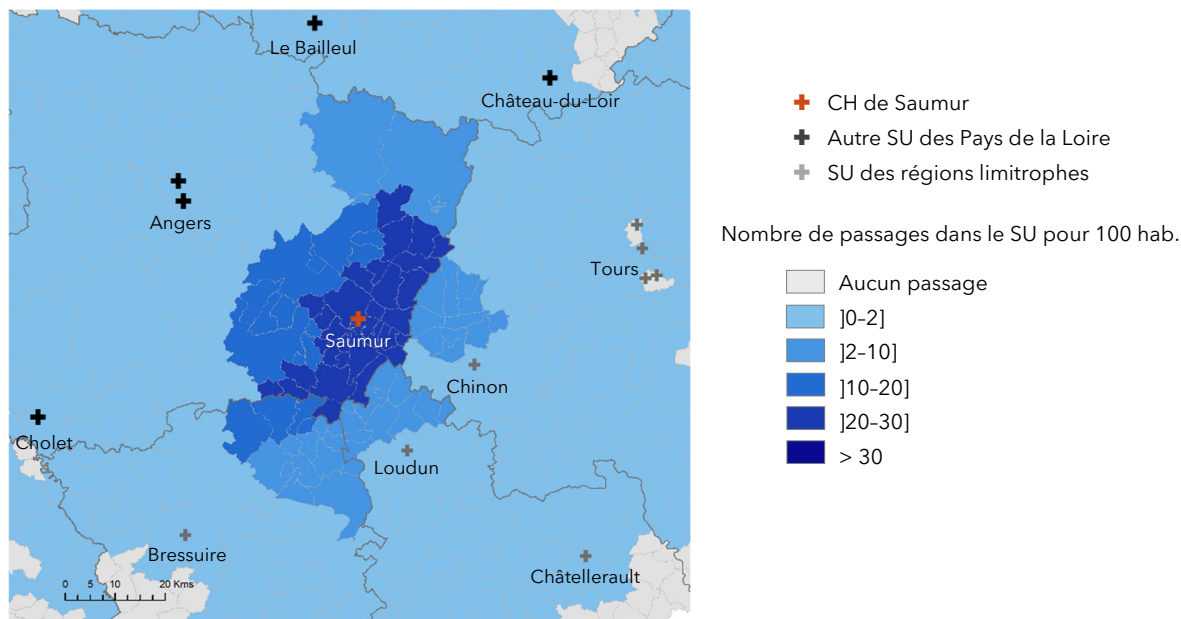 Le Bailleul
Château-du-Loir
Angers
Tours
Saumur
Chinon
Cholet
Loudun
Bressuire
Châtellerault
0 5 10 20 Kms
CH de Saumur
Autre SU des Pays de la Loire
SU des régions limitrophes
Nombre de passages dans le SU pour 100 hab.
Aucun passage
]0–2]
]2–10]
]10–20]
]20–30]
> 30